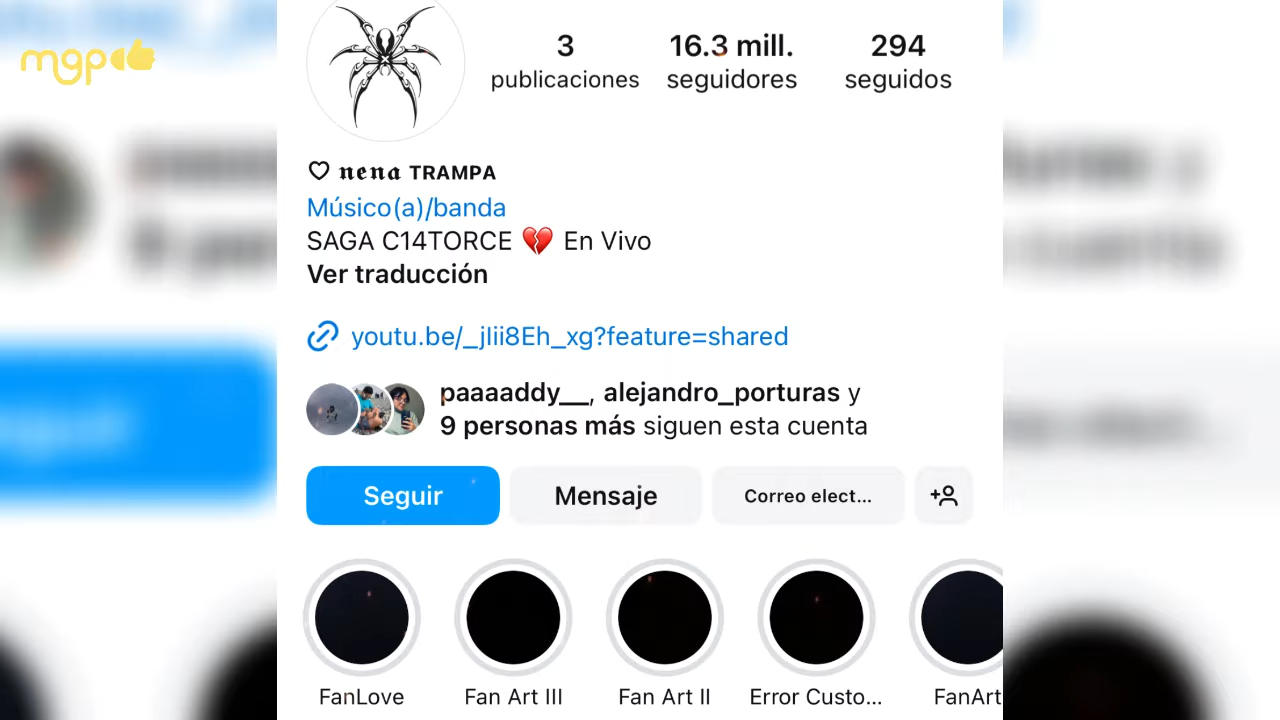 mgp
3 16.3 mill. 294
publicaciones seguidores seguidos
♡ 𝖓𝖊𝖓𝖆 TRAMPA
Músico(a)/banda
SAGA C14TORCE 💔 En Vivo
Ver traducción
youtu.be/_jIii8Eh_xg?feature=shared
paaaaddy__, alejandro_porturas y
9 personas más siguen esta cuenta
Seguir Mensaje Correo elect...
FanLove Fan Art III Fan Art II Error Custo... FanArt